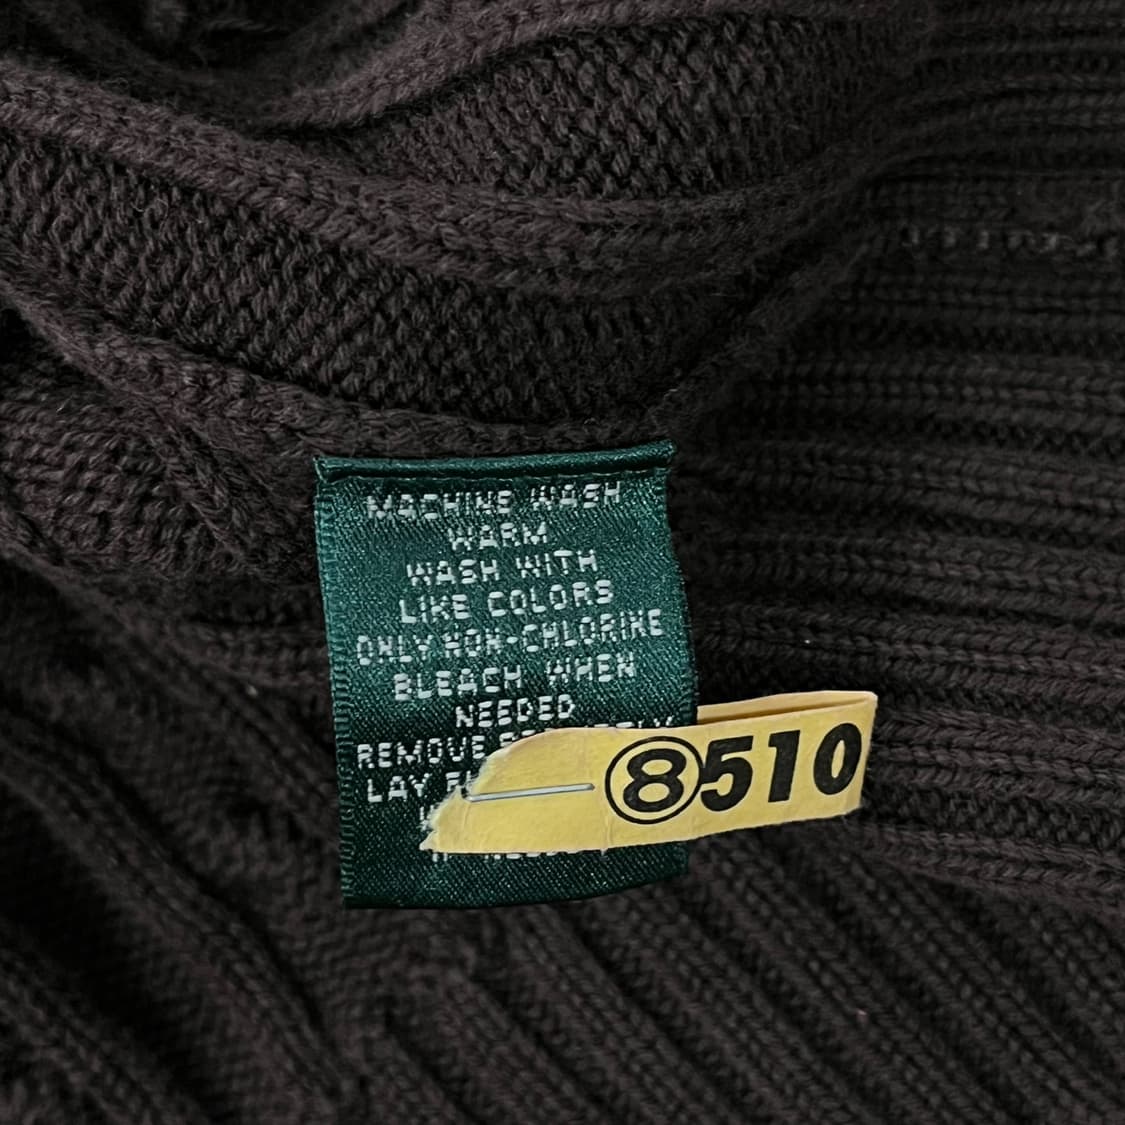 MACHINE WASH
WARM
WASH WITH
LIKE COLORS
ONLY NON-CHLORINE
BLEACH WHEN
NEEDED
REMOVE
LAY
⑧510